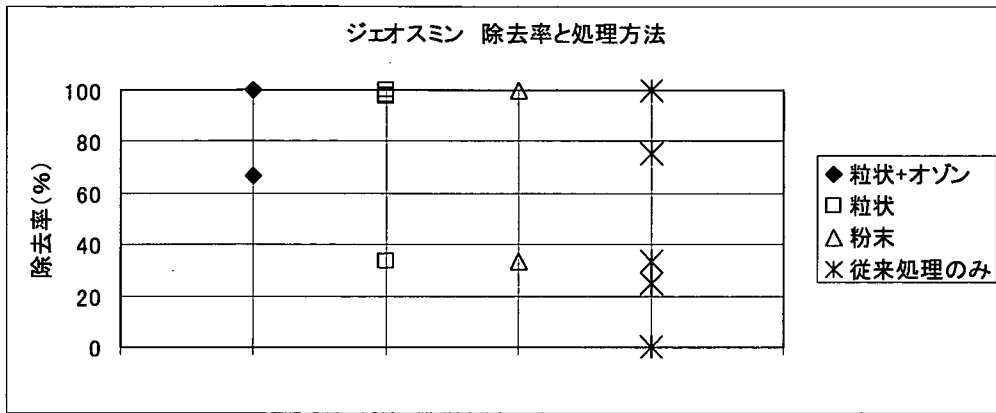 ジェオスミン 除去率と処理方法
除去率(%)
100
80
60
40
20
0
粒状+オゾン
粒状
粉末
従来処理のみ